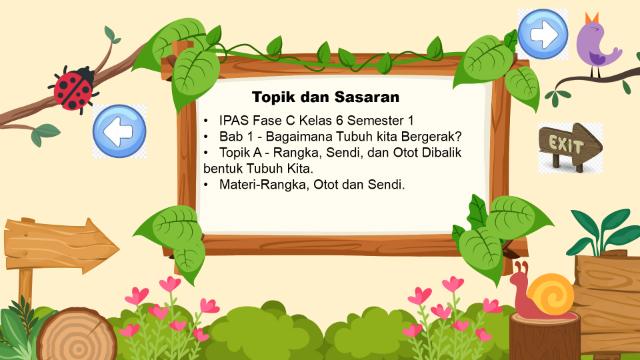 Topik dan Sasaran
• IPAS Fase C Kelas 6 Semester 1
• Bab 1 - Bagaimana Tubuh kita Bergerak?
• Topik A - Rangka, Sendi, dan Otot Dibalik
bentuk Tubuh Kita.
• Materi-Rangka, Otot dan Sendi.
EXIT